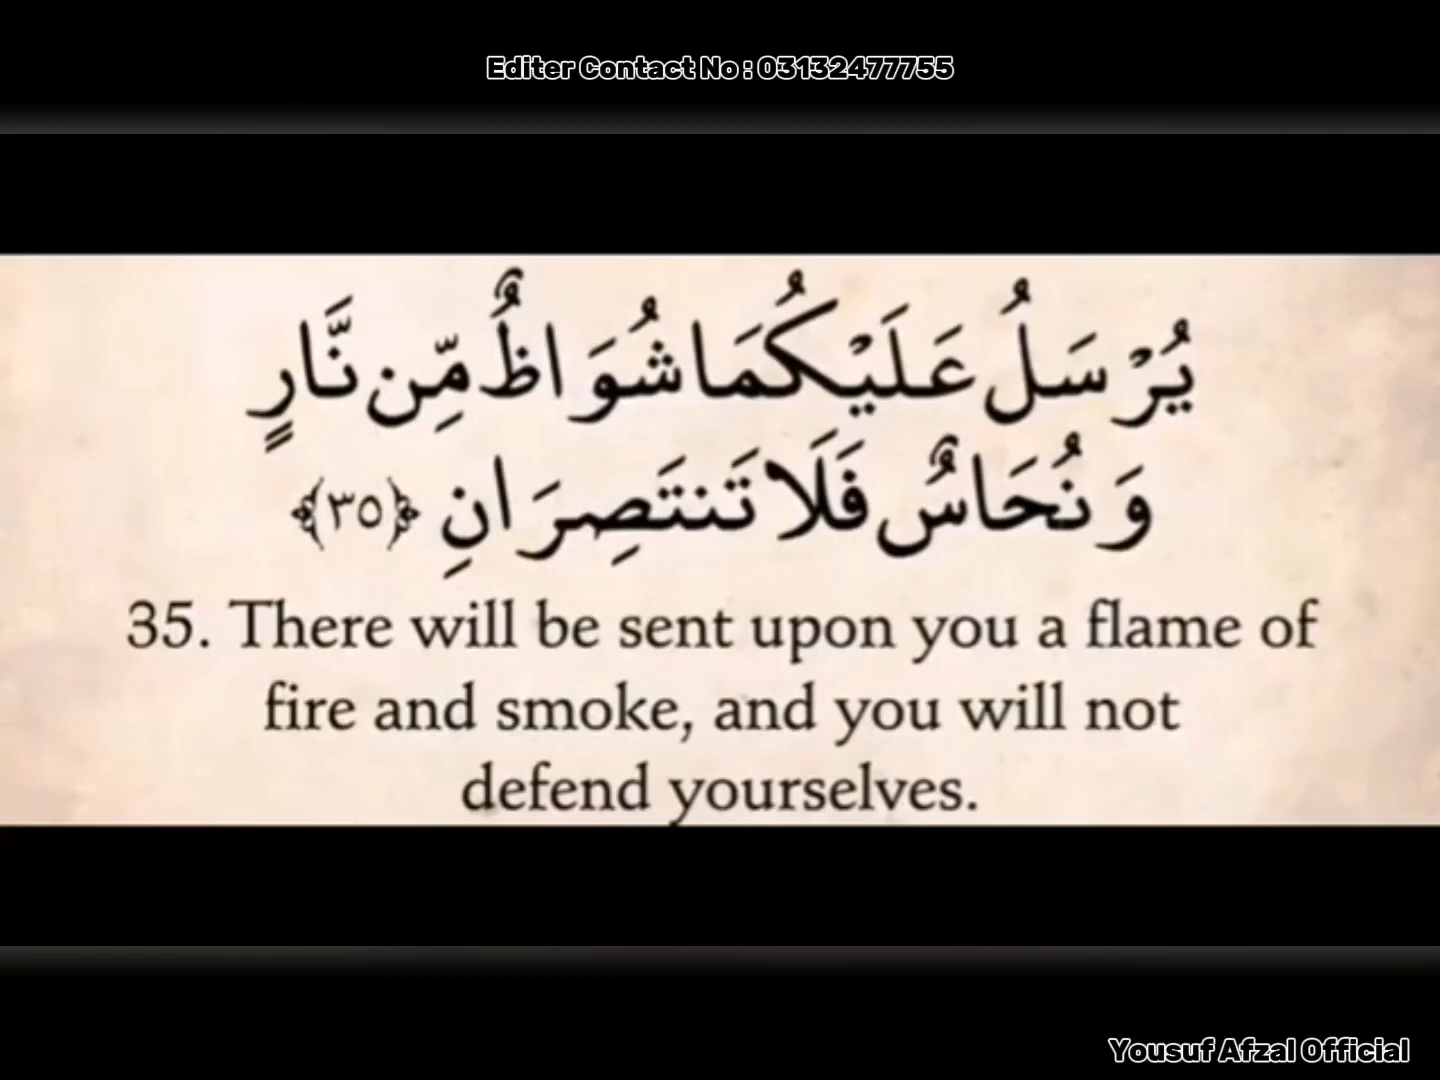 Editer Contact No : 03132477755
يُرْسَلُ عَلَيْكُمَا شُوَاظٌ مِّن نَّارٍ
وَنُحَاسٌ فَلَا تَنتَصِرَانِ ﴿٣٥﴾
35. There will be sent upon you a flame of
fire and smoke, and you will not
defend yourselves.
Yousuf Afzal Official